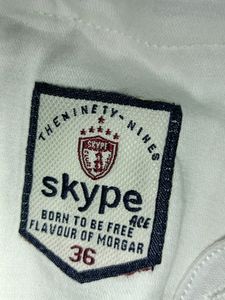 THENINETY-NINES
SKYPE
skype
ACE
BORN TO BE FREE
FLAVOUR OF MORGAR
36